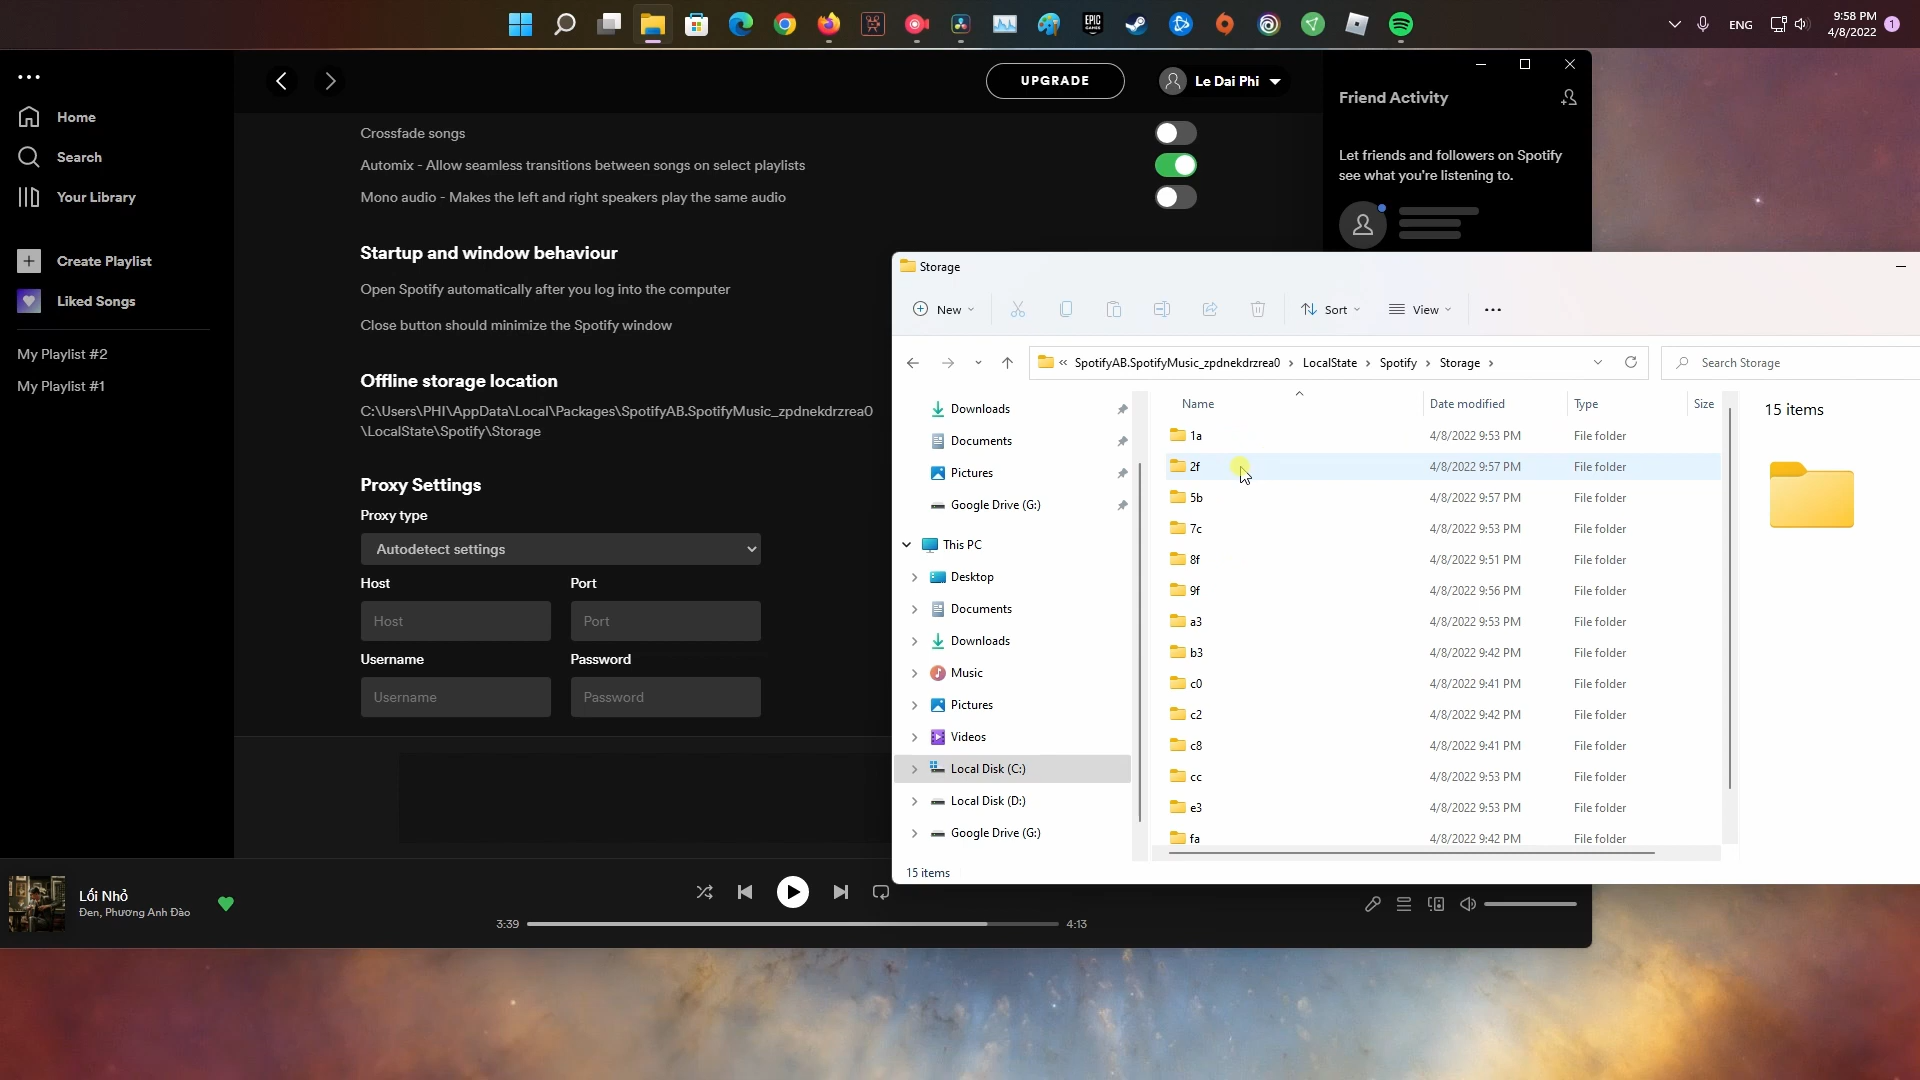 ENG
9:58 PM
4/8/2022
1
EPIC
GAMES
Home
Search
Your Library
Create Playlist
Liked Songs
My Playlist #2
My Playlist #1
UPGRADE
Le Dai Phi
Crossfade songs
Automix - Allow seamless transitions between songs on select playlists
Mono audio - Makes the left and right speakers play the same audio
Startup and window behaviour
Open Spotify automatically after you log into the computer
Close button should minimize the Spotify window
Offline storage location
C:\Users\PHI\AppData\Local\Packages\SpotifyAB.SpotifyMusic_zpdnekdrzrea0
\LocalState\Spotify\Storage
Proxy Settings
Proxy type
Autodetect settings
Host
Port
Host
Port
Username
Password
Username
Password
Friend Activity
Let friends and followers on Spotify
see what you're listening to.
Storage
New
Sort
View
« SpotifyAB.SpotifyMusic_zpdnekdrzrea0 > LocalState > Spotify > Storage >
Search Storage
Downloads
Documents
Pictures
Google Drive (G:)
This PC
Desktop
Documents
Downloads
Music
Pictures
Videos
Local Disk (C:)
Local Disk (D:)
Google Drive (G:)
Name Date modified Type Size
1a 4/8/2022 9:53 PM File folder
2f 4/8/2022 9:57 PM File folder
5b 4/8/2022 9:57 PM File folder
7c 4/8/2022 9:53 PM File folder
8f 4/8/2022 9:51 PM File folder
9f 4/8/2022 9:56 PM File folder
a3 4/8/2022 9:53 PM File folder
b3 4/8/2022 9:42 PM File folder
c0 4/8/2022 9:41 PM File folder
c2 4/8/2022 9:42 PM File folder
c8 4/8/2022 9:41 PM File folder
cc 4/8/2022 9:53 PM File folder
e3 4/8/2022 9:53 PM File folder
fa 4/8/2022 9:42 PM File folder
15 items
15 items
Lối Nhỏ
Đen, Phương Anh Đào
3:39
4:13